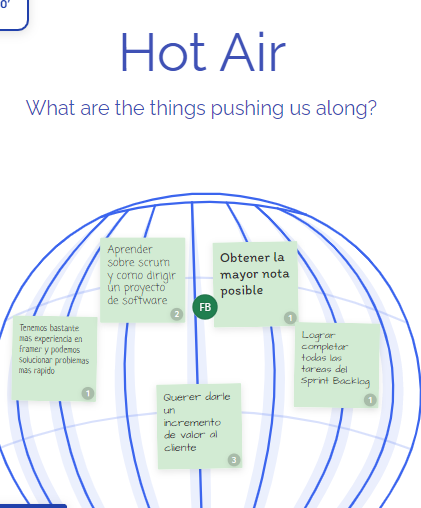 0'
Hot Air
What are the things pushing us along?
Aprender
sobre scrum
y como dirigir
un proyecto
de software
2
FB
Obtener la
mayor nota
posible
1
Tenemos bastante
mas experiencia en
framer y podemos
solucionar problemas
mas rapido
1
Lograr
completar
todas las
tareas del
Sprint Backlog
1
Querer darle
un
incremento
de valor al
cliente
3